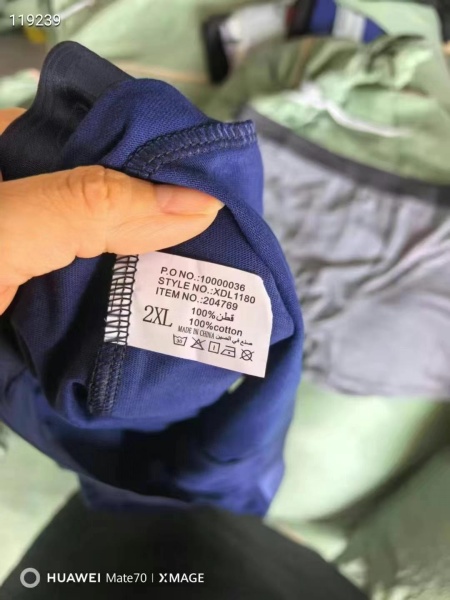 119239
P.O NO.:10000036
STYLE NO.:XDL1180
ITEM NO.:204769
100%قطن
2XL 100%cotton
MADE IN CHINA صنع في الصين
30
HUAWEI Mate70 | XMAGE